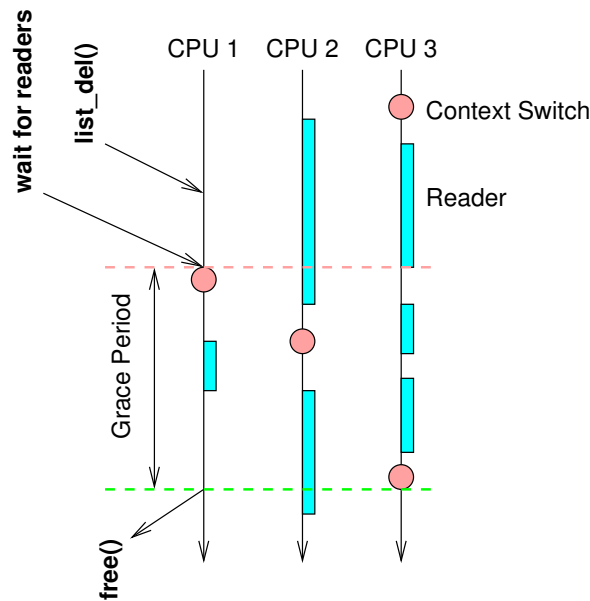 CPU 1
CPU 2
CPU 3
wait for readers
list_del()
Context Switch
Reader
Grace Period
free()